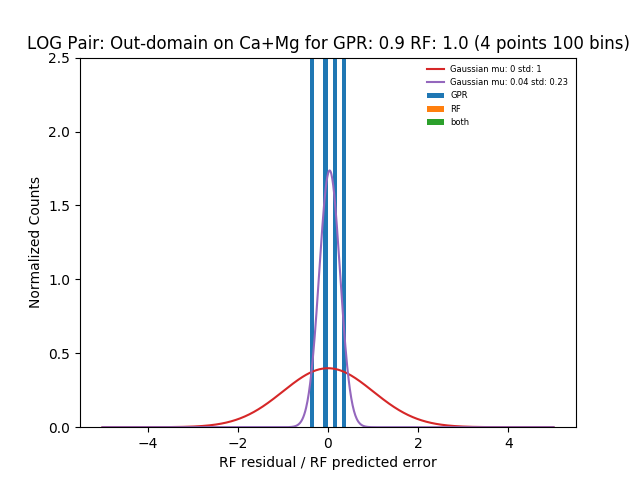 LOG Pair: Out-domain on Ca+Mg for GPR: 0.9 RF: 1.0 (4 points 100 bins)
Gaussian mu: 0 std: 1
Gaussian mu: 0.04 std: 0.23
GPR
RF
both
Normalized Counts
2.5
2.0
1.5
1.0
0.5
0.0
−4
−2
0
2
4
RF residual / RF predicted error